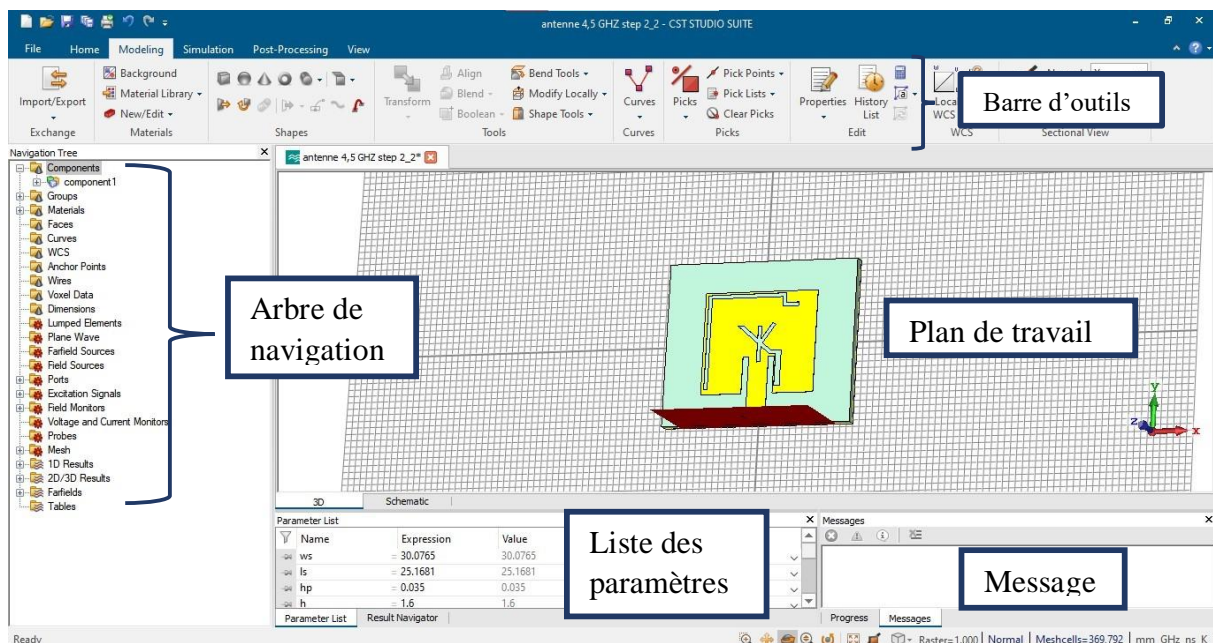 antenne 4,5 GHZ step 2_2 - CST STUDIO SUITE
File Home Modeling Simulation Post-Processing View
Import/Export
Exchange
Background
Material Library
New/Edit
Materials
Shapes
Transform
Align
Blend
Boolean
Bend Tools
Modify Locally
Shape Tools
Tools
Curves
Curves
Picks
Pick Points
Pick Lists
Clear Picks
Picks
Properties
History
List
Edit
Loca
WCS
WCS
Sectional View
Barre d'outils
Navigation Tree
Components
component1
Groups
Materials
Faces
Curves
WCS
Anchor Points
Wires
Voxel Data
Dimensions
Lumped Elements
Plane Wave
Farfield Sources
Field Sources
Ports
Excitation Signals
Field Monitors
Voltage and Current Monitors
Probes
Mesh
1D Results
2D/3D Results
Farfields
Tables
Arbre de
navigation
antenne 4,5 GHZ step 2_2*
Plan de travail
y
z
x
3D Schematic
Parameter List
Name Expression Value
ws = 30.0765 30.0765
ls = 25.1681 25.1681
hp = 0.035 0.035
h = 1.6 1.6
Parameter List Result Navigator
Liste des
paramètres
Messages
Message
Progress Messages
Ready
Raster=1.000 Normal Meshcells=369,792 mm GHz ns K